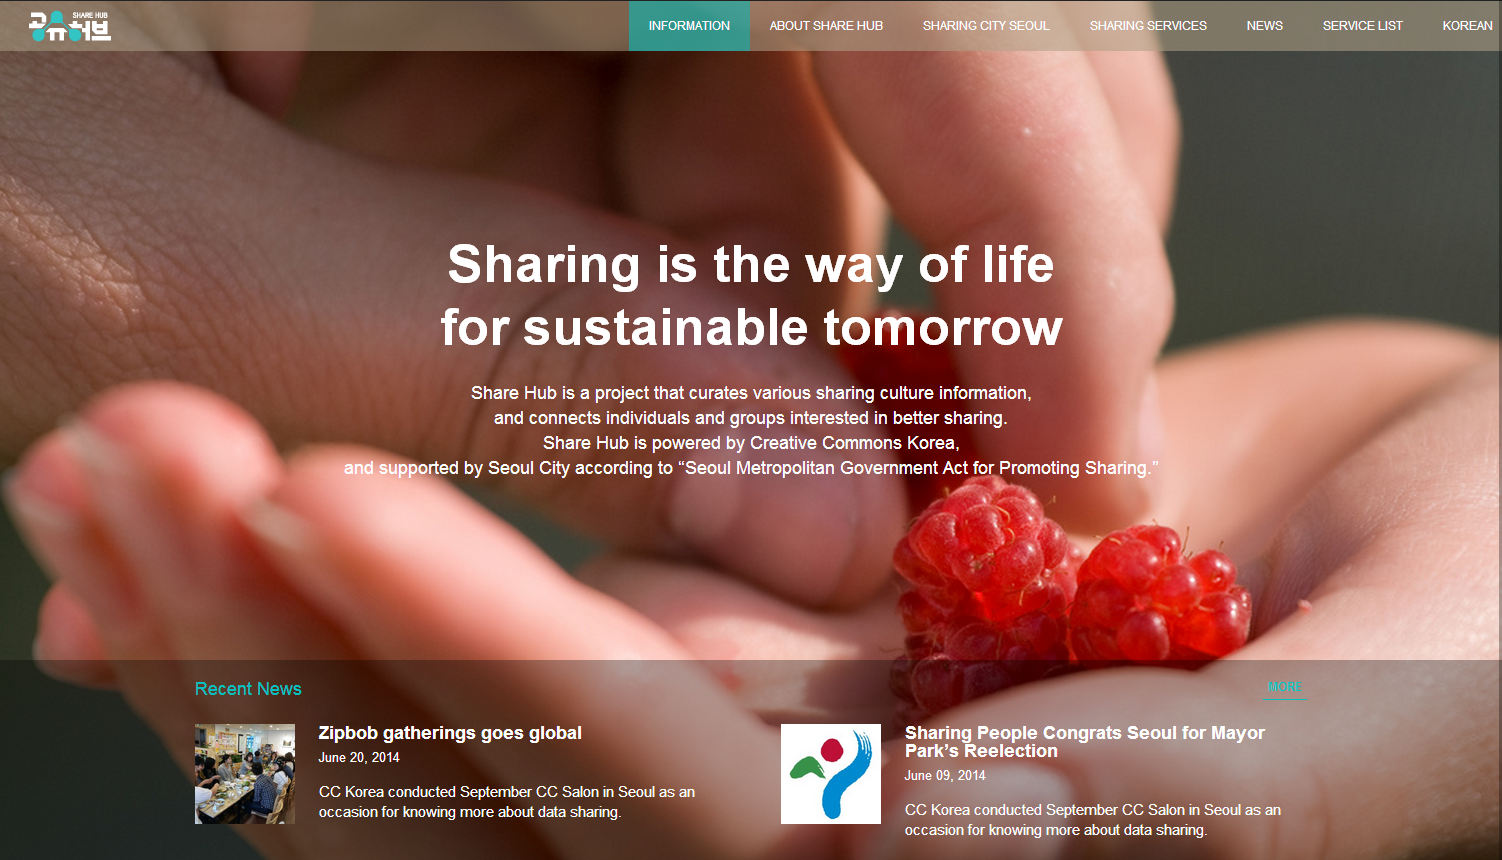 공유허브
SHARE HUB
INFORMATION
ABOUT SHARE HUB
SHARING CITY SEOUL
SHARING SERVICES
NEWS
SERVICE LIST
KOREAN
Sharing is the way of life
for sustainable tomorrow
Share Hub is a project that curates various sharing culture information,
and connects individuals and groups interested in better sharing.
Share Hub is powered by Creative Commons Korea,
and supported by Seoul City according to “Seoul Metropolitan Government Act for Promoting Sharing.”
Recent News
MORE
Zipbob gatherings goes global
June 20, 2014
CC Korea conducted September CC Salon in Seoul as an
occasion for knowing more about data sharing.
Sharing People Congrats Seoul for Mayor
Park’s Reelection
June 09, 2014
CC Korea conducted September CC Salon in Seoul as an
occasion for knowing more about data sharing.